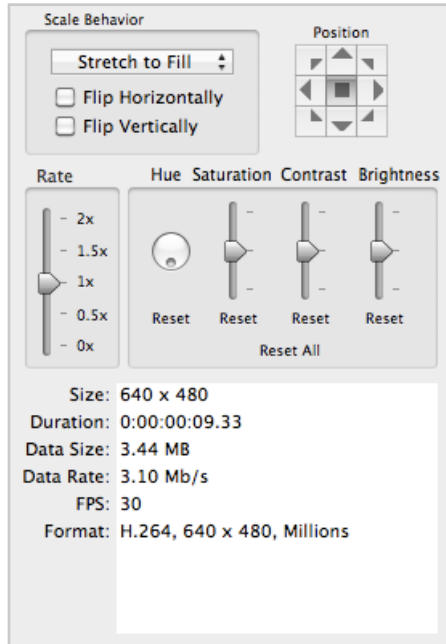 Scale Behavior
Position
Stretch to Fill
Flip Horizontally
Flip Vertically
Rate
Hue Saturation Contrast Brightness
2x
1.5x
1x
0.5x
0x
Reset Reset Reset Reset
Reset All
Size: 640 x 480
Duration: 0:00:00:09.33
Data Size: 3.44 MB
Data Rate: 3.10 Mb/s
FPS: 30
Format: H.264, 640 x 480, Millions